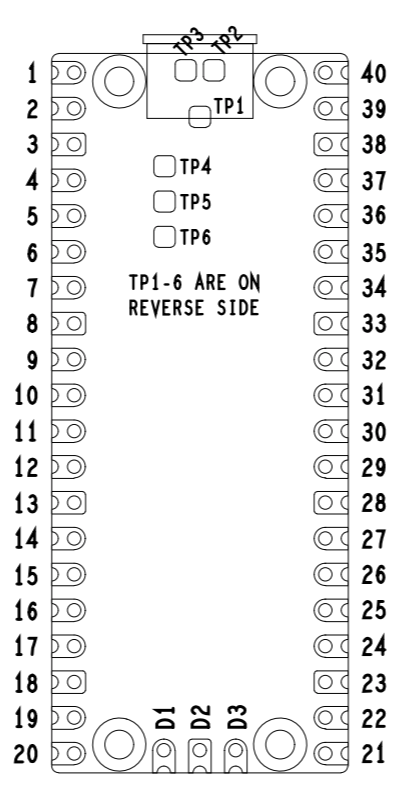 TP3 TP2
1 40
TP1
2 39
3 38
TP4
4 37
TP5
5 36
TP6
6 35
TP1-6 ARE ON
7 34
REVERSE SIDE
8 33
9 32
10 31
11 30
12 29
13 28
14 27
15 26
16 25
17 24
18 23
D1 D2 D3
19 22
20 21